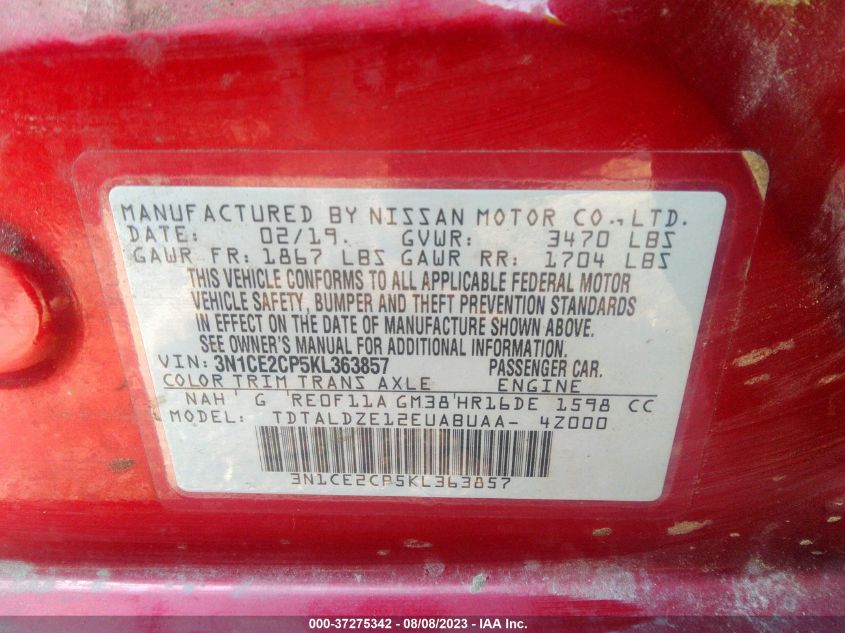 MANUFACTURED BY NISSAN MOTOR CO., LTD.
DATE: 02/19. GVWR: 3470 LBS
GAWR FR: 1867 LBS GAWR RR: 1704 LBS
THIS VEHICLE CONFORMS TO ALL APPLICABLE FEDERAL MOTOR
VEHICLE SAFETY, BUMPER AND THEFT PREVENTION STANDARDS
IN EFFECT ON THE DATE OF MANUFACTURE SHOWN ABOVE.
SEE OWNER'S MANUAL FOR ADDITIONAL INFORMATION.
VIN: 3N1CE2CP5KL363857 PASSENGER CAR.
COLOR TRIM TRANS AXLE ENGINE
NAH G RE0F11A GM38 HR16DE 1598 CC
MODEL: TDTALDZE12EUABUAA- 4Z000
3N1CE2CP5KL363857
000-37275342 - 08/08/2023 - IAA Inc.